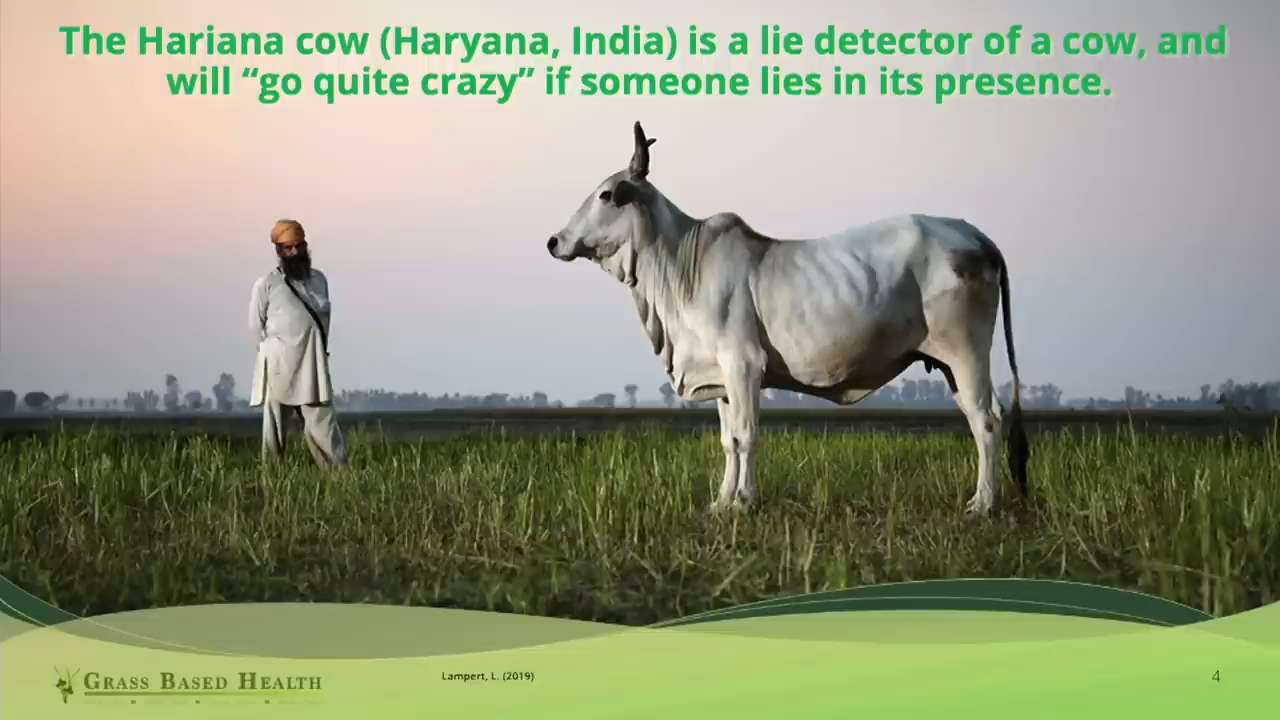 The Hariana cow (Haryana, India) is a lie detector of a cow, and
will “go quite crazy” if someone lies in its presence.
GRASS BASED HEALTH
Lampert, L. (2019)
4